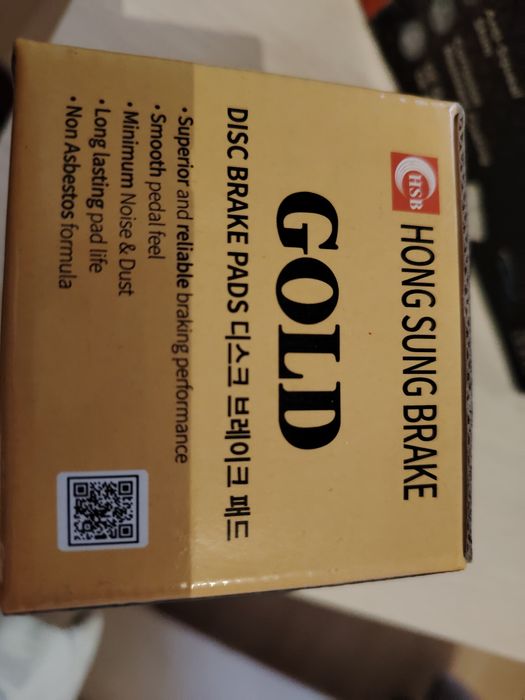 HSB
HONG SUNG BRAKE
GOLD
DISC BRAKE PADS 디스크 브레이크 패드
• Superior and reliable braking performance
• Smooth pedal feel
• Minimum Noise & Dust
• Long lasting pad life
• Non Asbestos formula